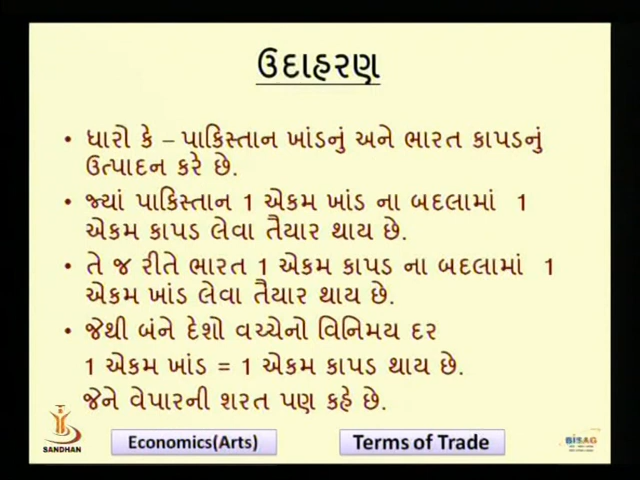 ઉદાહરણ
• ધારો કે – પાકિસ્તાન ખાંડનું અને ભારત કાપડનું
ઉત્પાદન કરે છે.
• જ્યાં પાકિસ્તાન 1 એકમ ખાંડ ના બદલામાં 1
એકમ કાપડ લેવા તૈયાર થાય છે.
• તે જ રીતે ભારત 1 એકમ કાપડ ના બદલામાં 1
એકમ ખાંડ લેવા તૈયાર થાય છે.
• જેથી બંને દેશો વચ્ચેનો વિનિમય દર
1 એકમ ખાંડ = 1 એકમ કાપડ થાય છે.
જેને વેપારની શરત પણ કહે છે.
SANDHAN
Economics(Arts)
Terms of Trade
BISAG